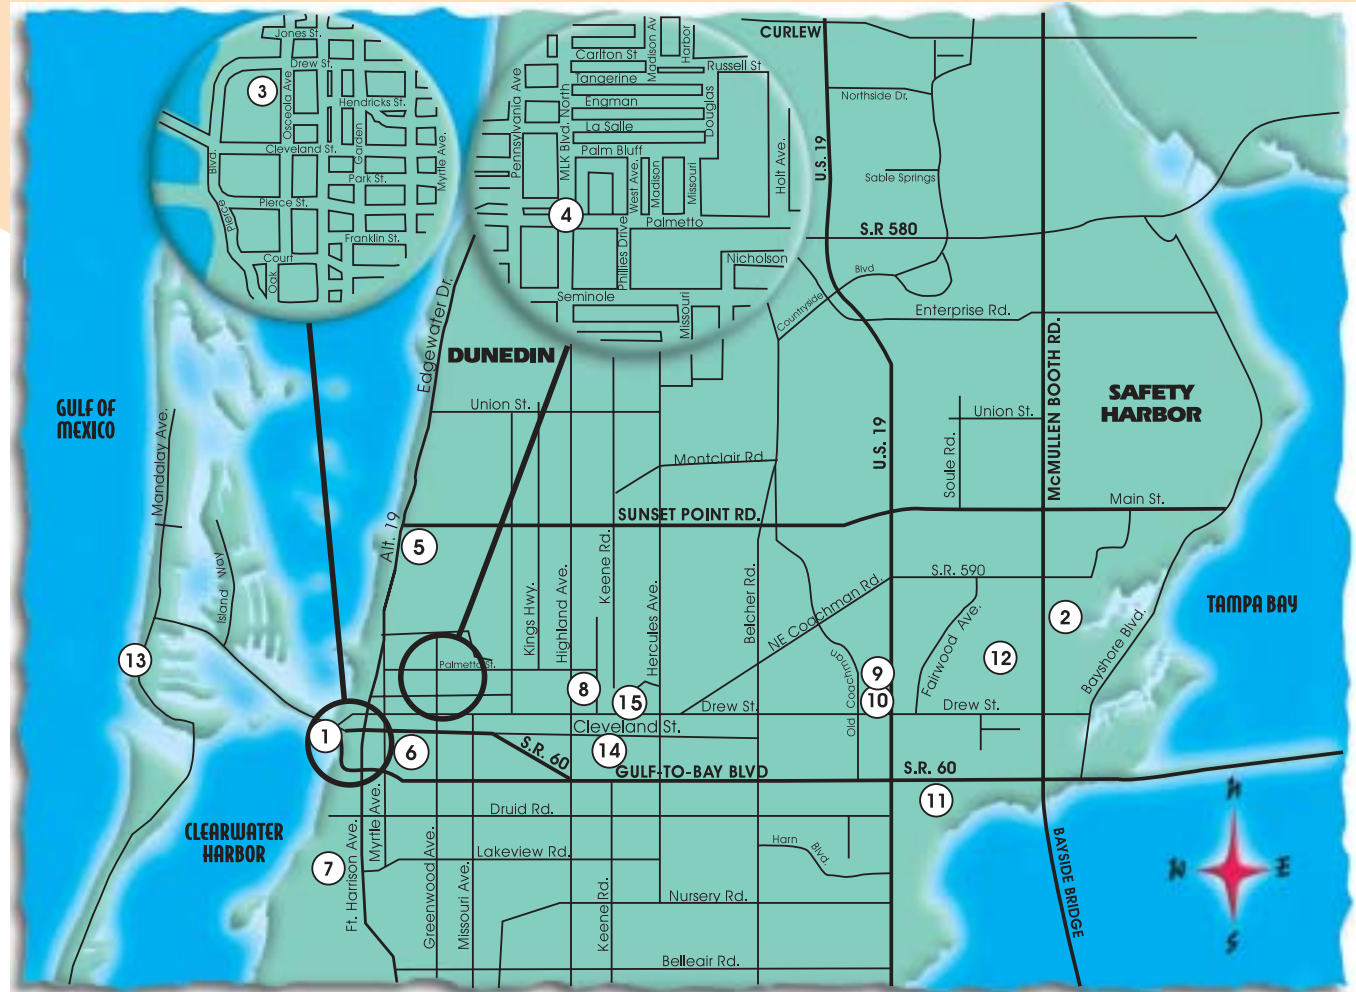 Jones St.
Drew St.
3
Osceola Ave
Hendricks St.
Garden
Cleveland St.
Myrtle Ave.
Blvd.
Park St.
Pierce St.
Pierce
Franklin St.
Court
Oak
Carlton St
Madison Av
Harbor
Russell St
Tangerine
Engman
Douglas
La Salle
Palm Bluff
Pennsylvania Ave
MLK Blvd. North
West Ave.
Madison
Missouri
Holt Ave.
4
Palmetto
Phillies Drive
Nicholson
Seminole
Missouri
CURLEW
Northside Dr.
U.S. 19
Sable Springs
S.R 580
Countryside
Blvd
Enterprise Rd.
Edgewater Dr.
DUNEDIN
GULF OF
MEXICO
Mandalay Ave.
Union St.
U.S. 19
Union St.
McMULLEN BOOTH RD.
SAFETY
HARBOR
Montclair Rd
Soule Rd.
Main St.
SUNSET POINT RD.
Alt. 19
5
Island Way
Kings Hwy.
Highland Ave.
Keene Rd.
Hercules Ave.
Belcher Rd.
NE Coachman Rd.
S.R. 590
Fairwood Ave.
2
TAMPA BAY
Bayshore Blvd.
13
Palmetto St.
8
15
Old Coachman
9
10
12
Drew St.
Drew St.
1
6
Cleveland St.
14
S.R. 60
GULF-TO-BAY BLVD
S.R. 60
11
CLEARWATER
HARBOR
Druid Rd.
Lakeview Rd.
Harn
Blvd.
7
Ft. Harrison Ave.
Myrtle Ave.
Greenwood Ave.
Missouri Ave.
Keene Rd.
Nursery Rd.
Belleair Rd.
BAYSIDE BRIDGE
N
W
E
S